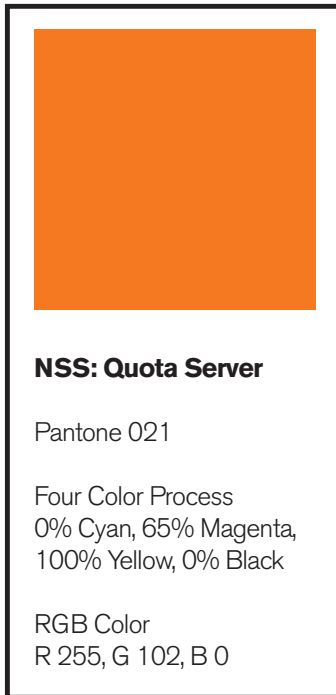 NSS: Quota Server
Pantone 021
Four Color Process
0% Cyan, 65% Magenta,
100% Yellow, 0% Black
RGB Color
R 255, G 102, B 0